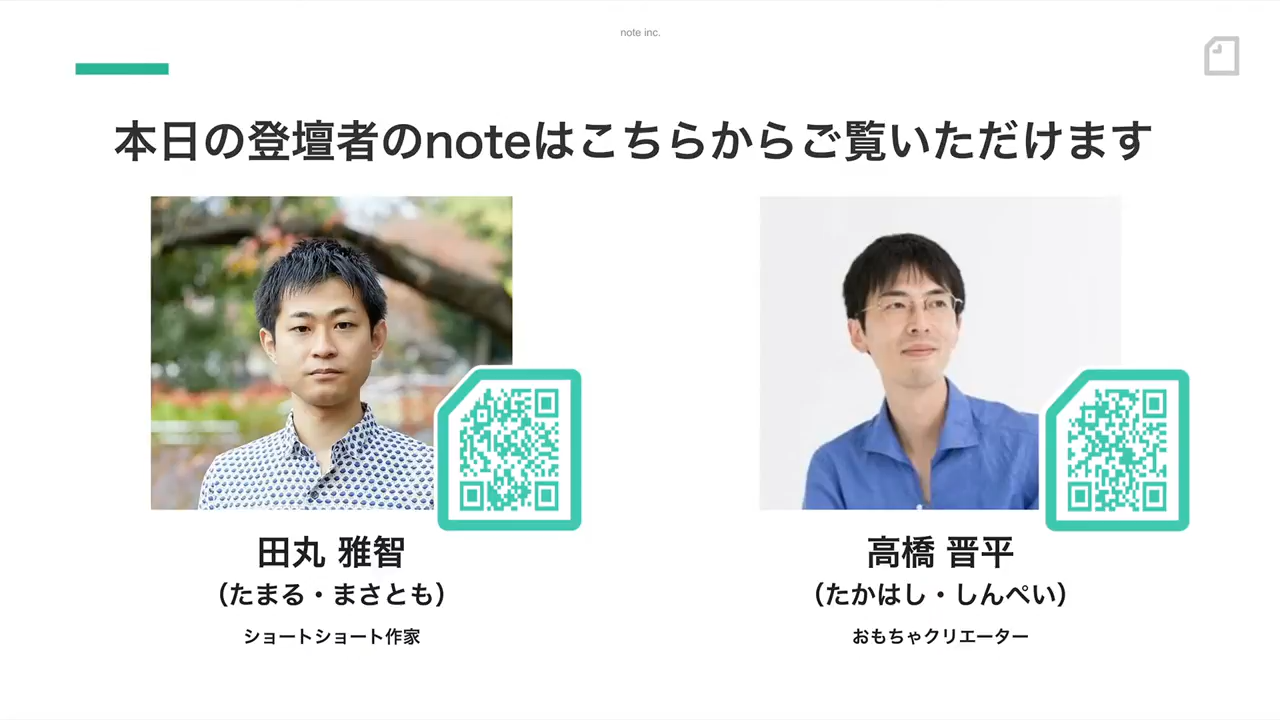 note inc.
本日の登壇者のnoteはこちらからご覧いただけます
田丸 雅智
（たまる・まさとも）
ショートショート作家
高橋 晋平
（たかはし・しんぺい）
おもちゃクリエーター